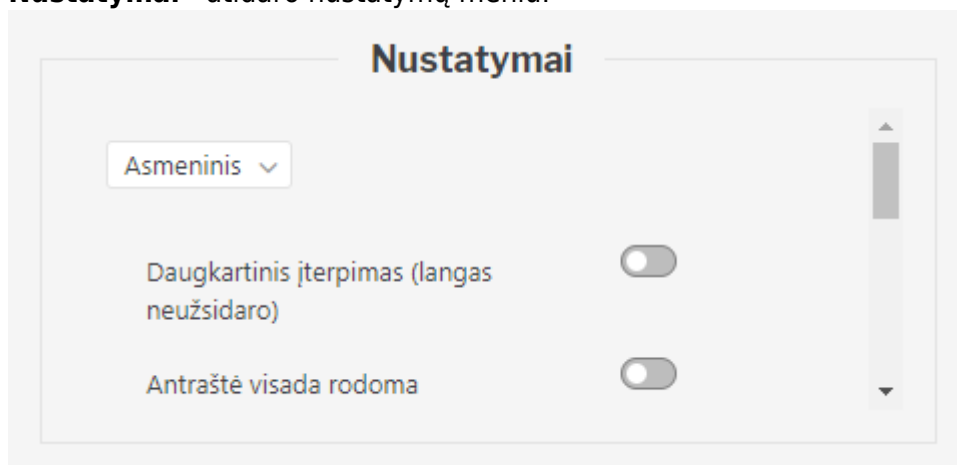 Nustatymai
Asmeninis
Daugkartinis įterpimas (langas
neužsidaro)
Antraštė visada rodoma